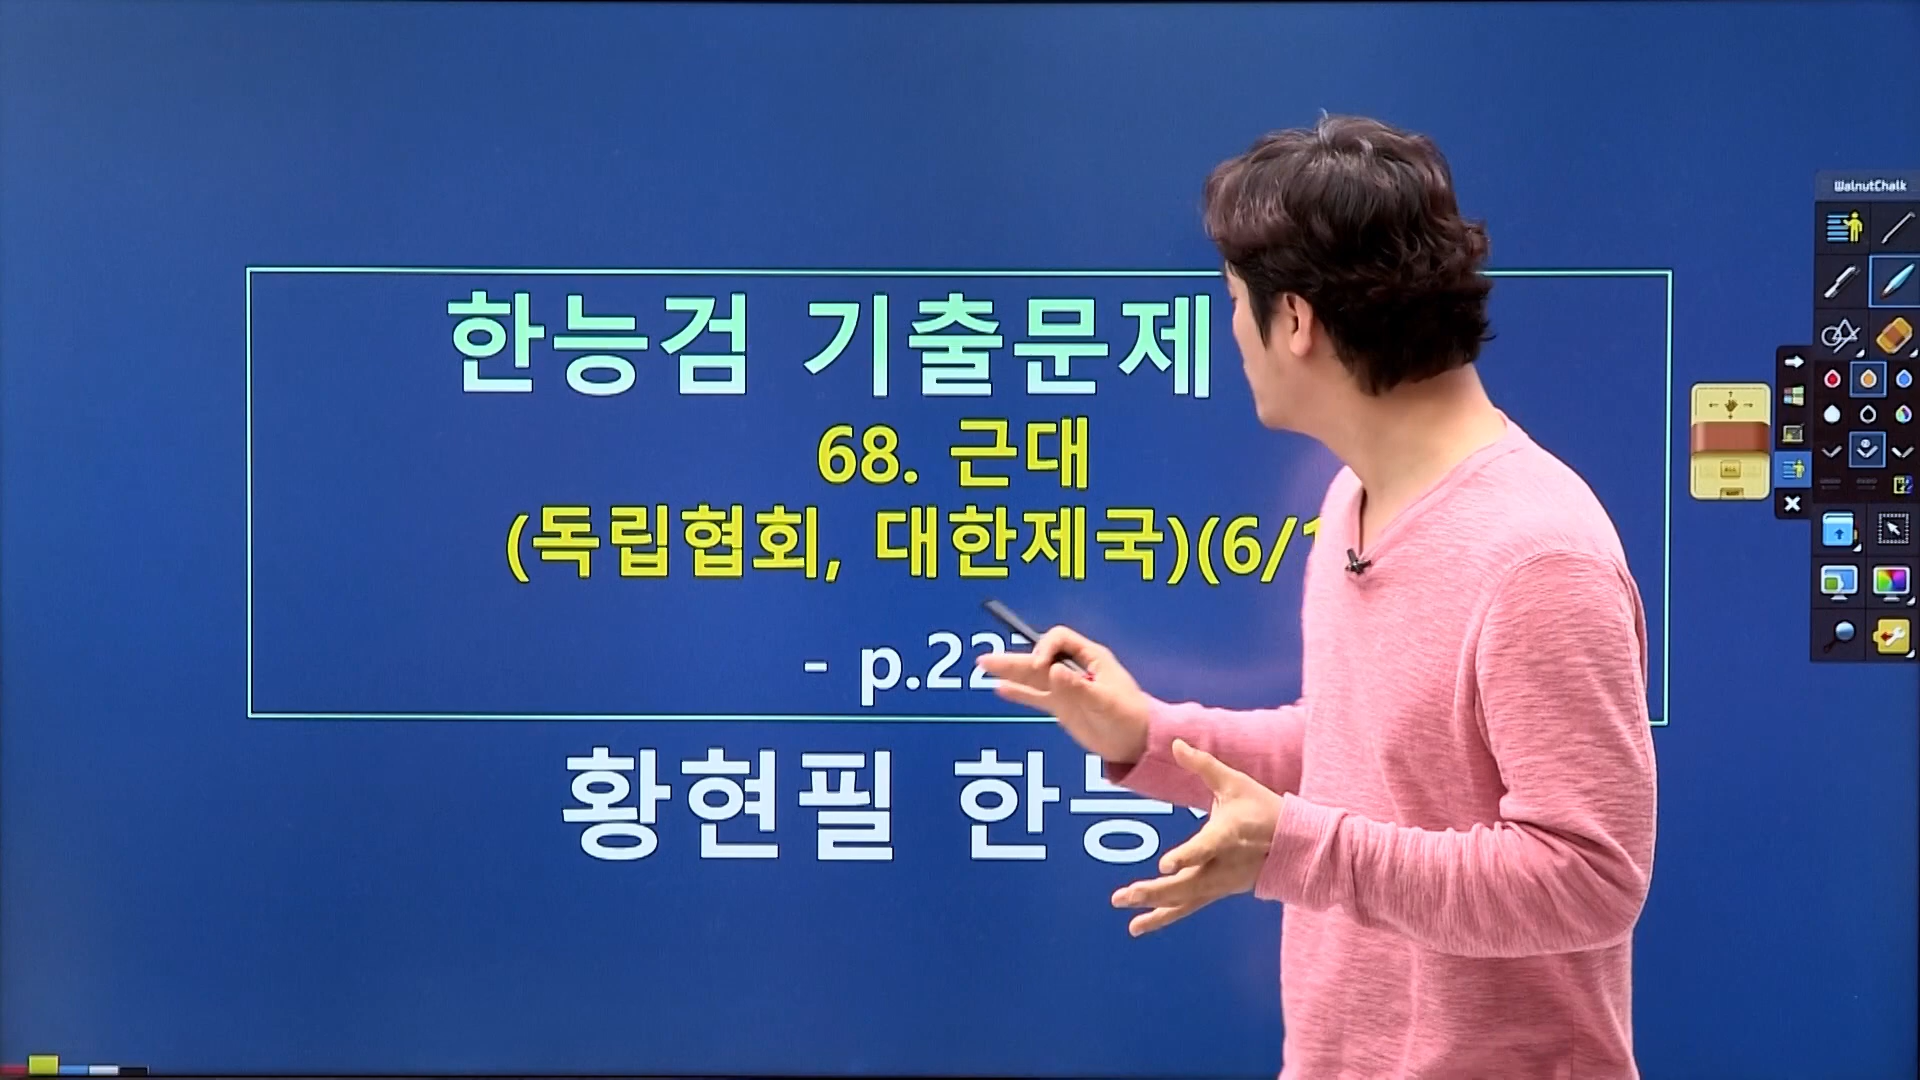 한능검 기출문제
68. 근대
(독립협회, 대한제국)(6/
- p.22
황현필 한능
WalnutChalk